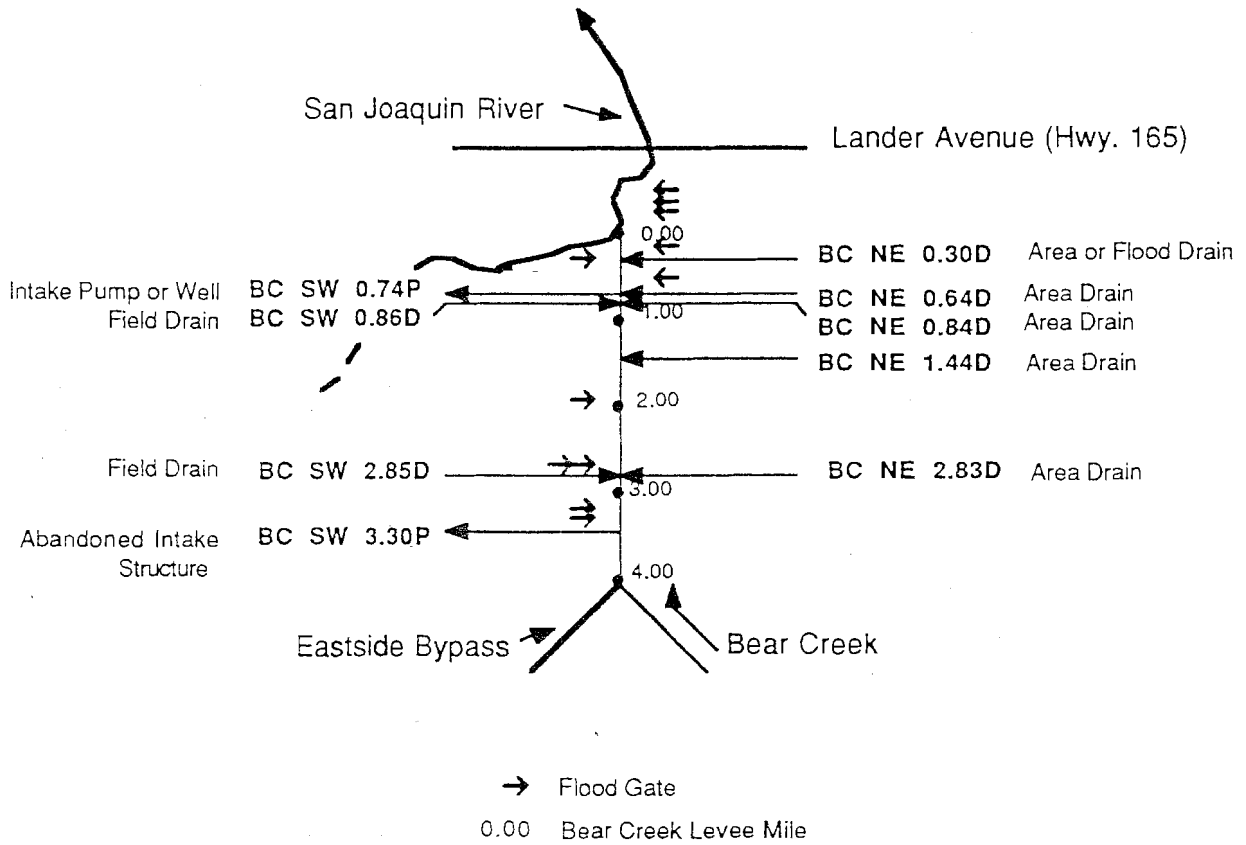 San Joaquin River
Lander Avenue (Hwy. 165)
0.00
BC NE 0.30D Area or Flood Drain
Intake Pump or Well BC SW 0.74P
BC NE 0.64D Area Drain
Field Drain BC SW 0.86D
1.00
BC NE 0.84D Area Drain
BC NE 1.44D Area Drain
2.00
Field Drain BC SW 2.85D
BC NE 2.83D Area Drain
3.00
Abandoned Intake BC SW 3.30P
Structure
4.00
Eastside Bypass
Bear Creek
Flood Gate
0.00 Bear Creek Levee Mile